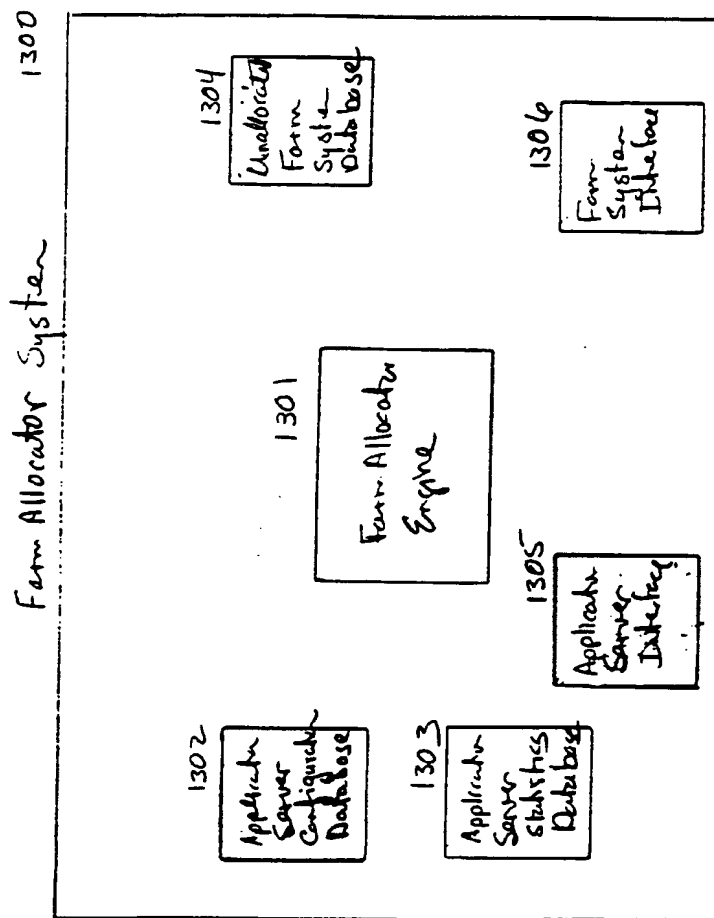 Farm Allocator System
1300
1302
Application
Server
Configuration
Database
1301
Farm Allocator
Engine
1304
Unallocated
Farm
System
Database
1303
Application
Server
Statistics
Database
1305
Application
Server
Interface
1306
Farm
System
Interface